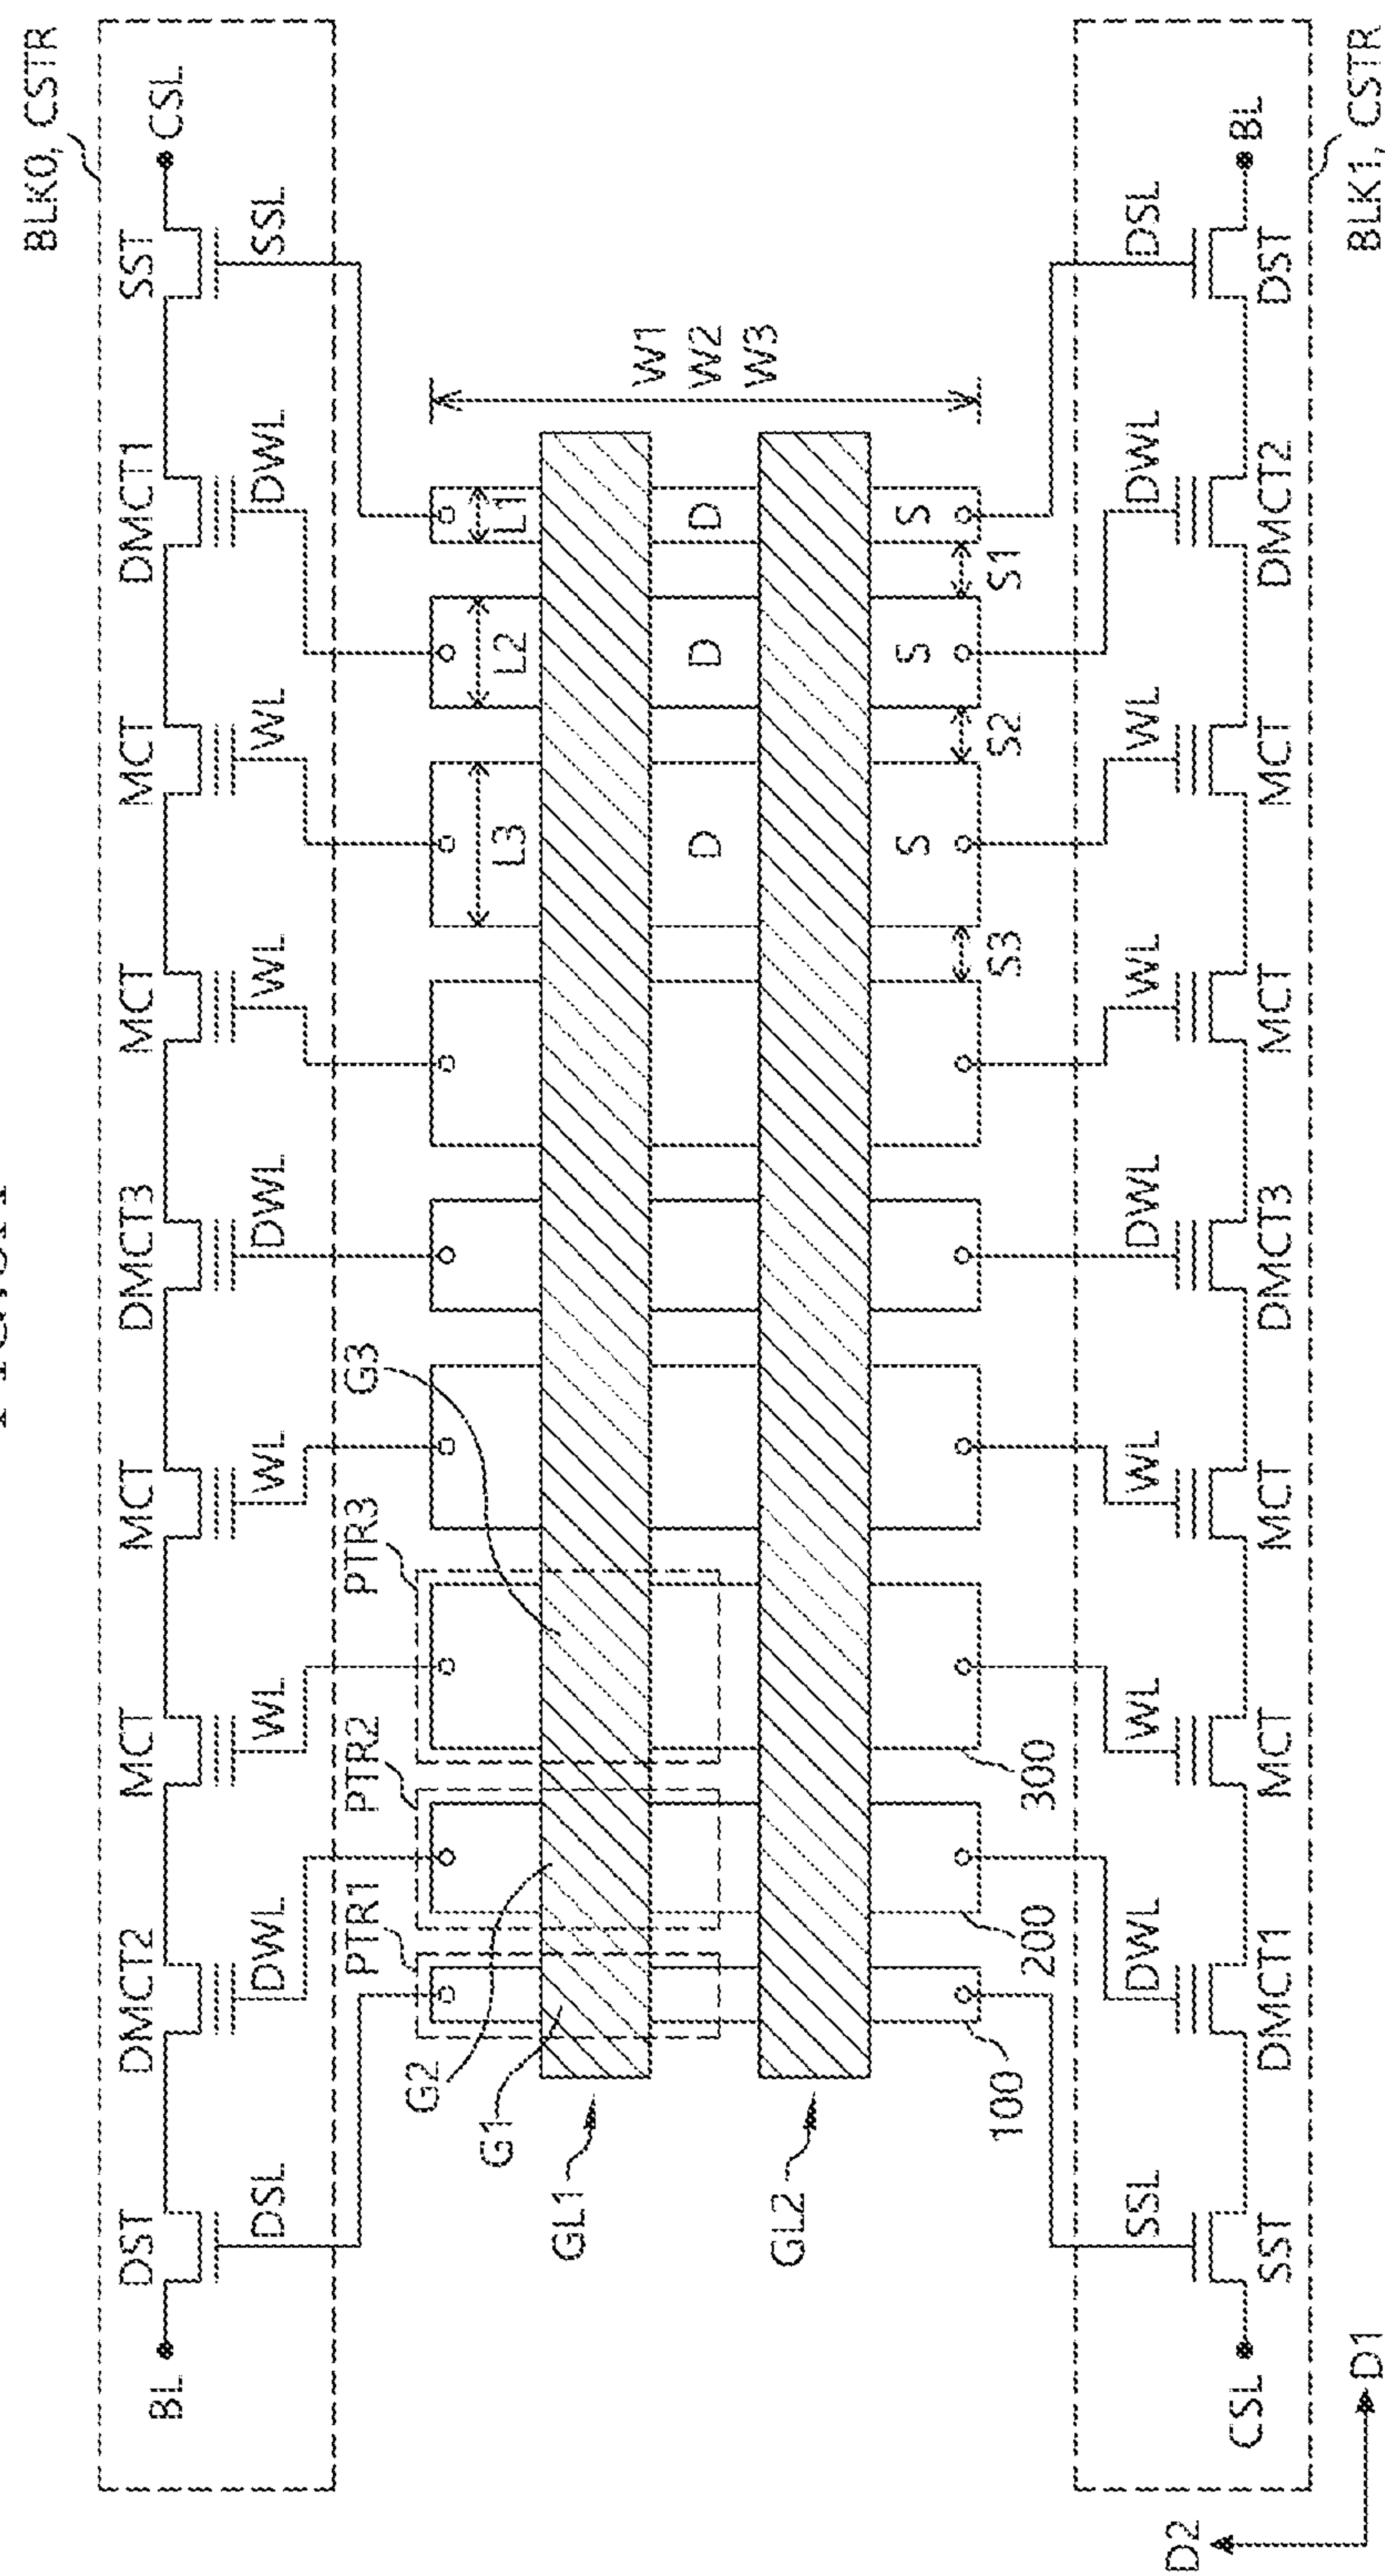 BLK0, CSTR
BL
DST
DMCT2
MCT
MCT
DMCT3
MCT
MCT
DMCT1
SST
CSL
DSL
DWL
WL
WL
DWL
WL
WL
DWL
SSL
PTR1
PTR2
PTR3
G3
G2
G1
L3
L2
L1
W1
W2
W3
GL1
D
D
D
GL2
S
S
S
100
200
300
S3
S2
S1
SSL
DWL
WL
WL
DWL
WL
WL
DWL
DSL
CSL
SST
DMCT1
MCT
MCT
DMCT3
MCT
MCT
DMCT2
DST
BL
BLK1, CSTR
D2
D1